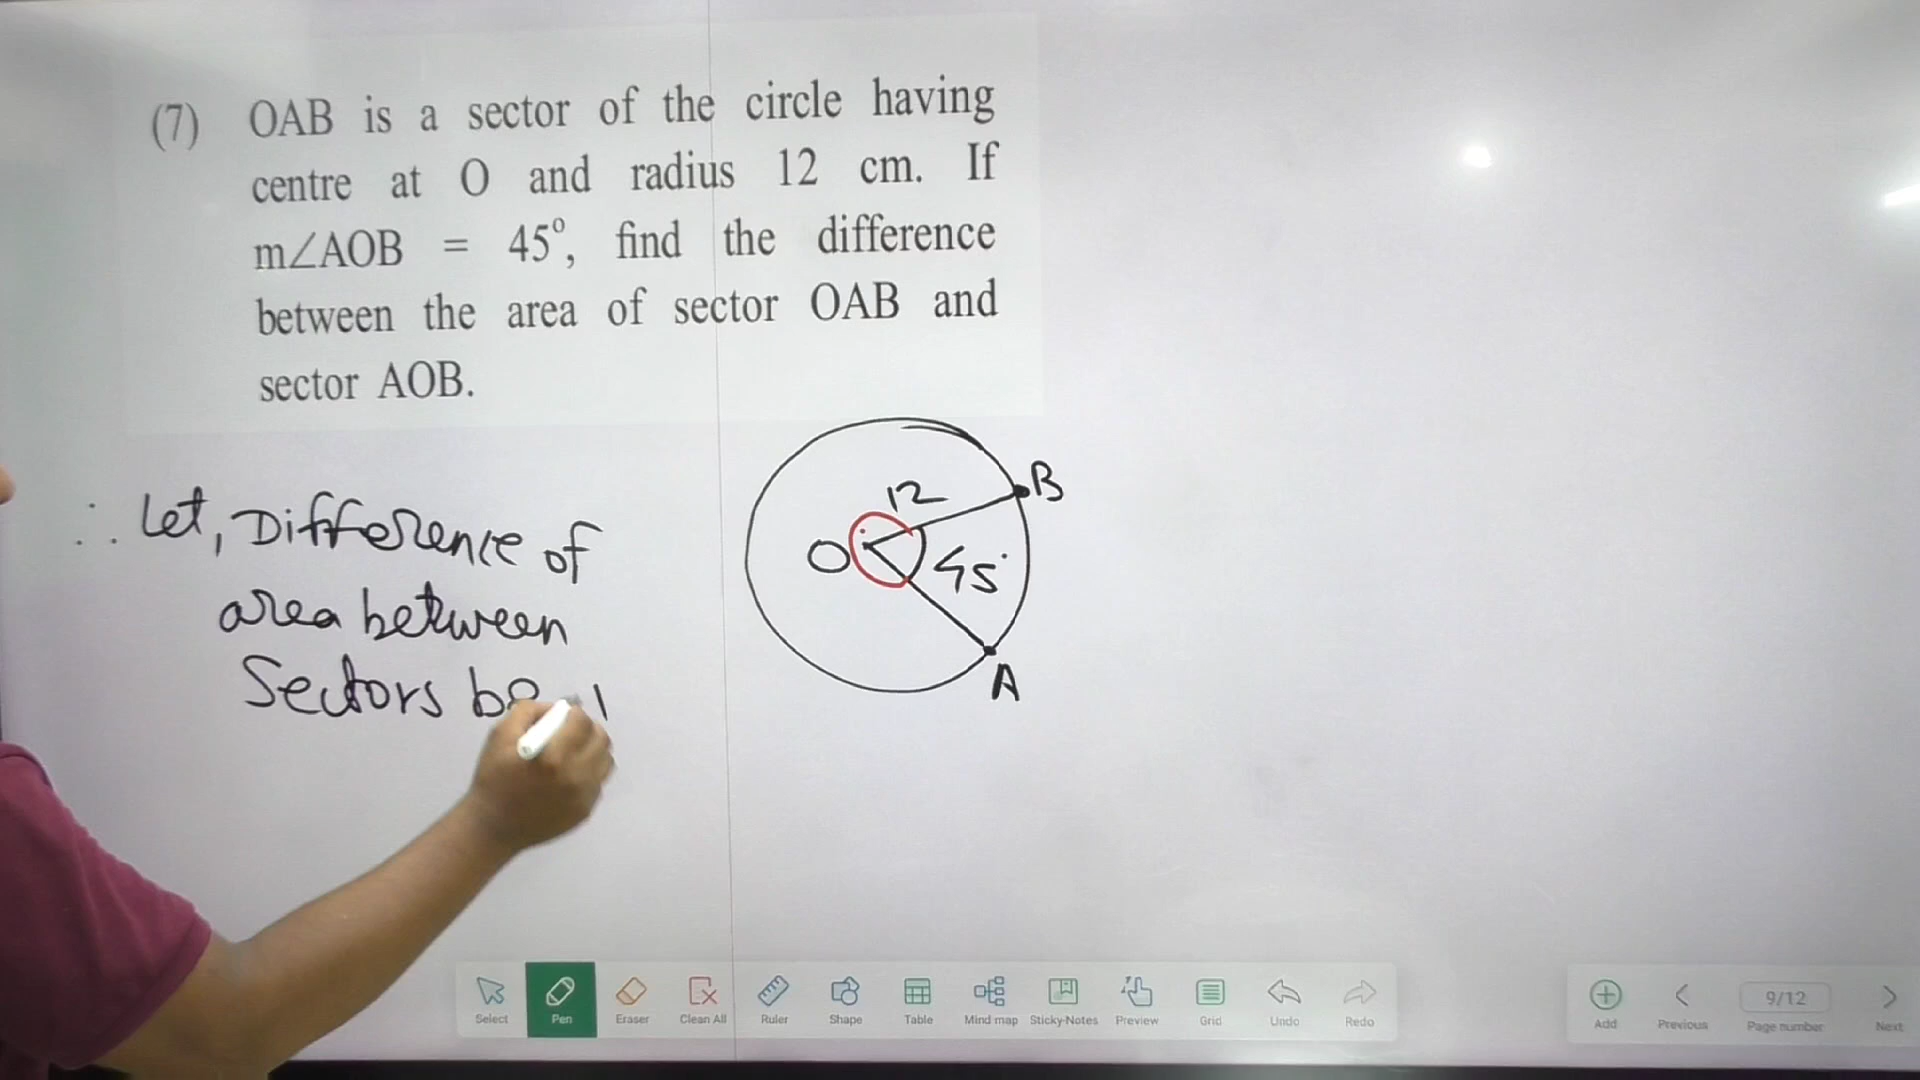 (7) OAB is a sector of the circle having
centre at O and radius 12 cm. If
m∠AOB = 45°, find the difference
between the area of sector OAB and
sector AOB.
∴ Let, Difference of
area between
Sectors be
12
B
O
45°
A
Select
Pen
Eraser
Clean All
Ruler
Shape
Table
Mind map
Sticky-Notes
Preview
Grid
Undo
Redo
Add
Previous
9/12
Page number
Next